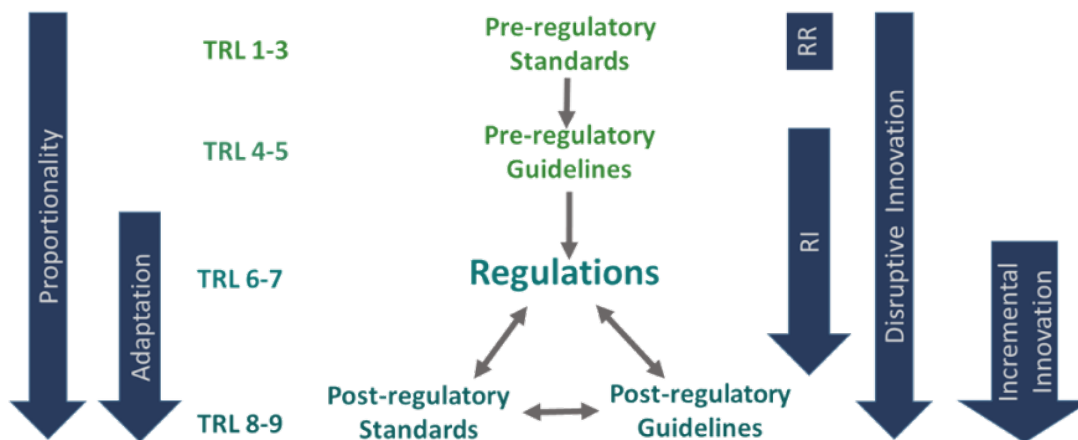 Proportionality
Adaptation
TRL 1-3
TRL 4-5
TRL 6-7
TRL 8-9
Pre-regulatory
Standards
Pre-regulatory
Guidelines
Regulations
Post-regulatory
Standards
Post-regulatory
Guidelines
RR
RI
Disruptive Innovation
Incremental
Innovation